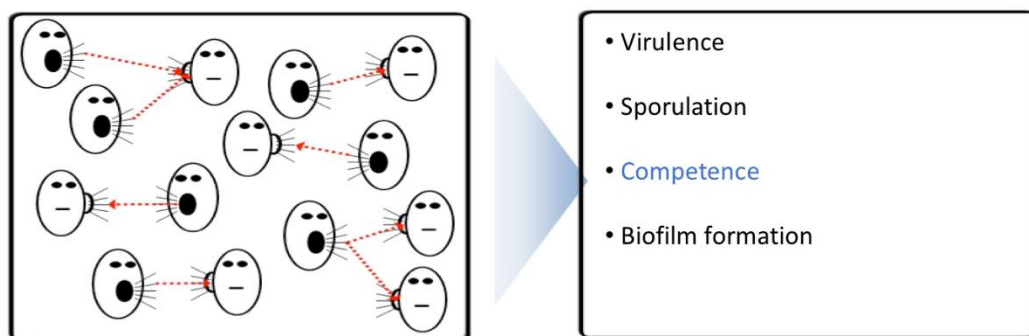 • Virulence
• Sporulation
• Competence
• Biofilm formation